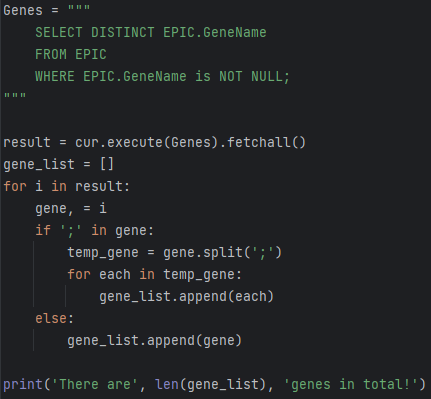 Genes = """
    SELECT DISTINCT EPIC.GeneName
    FROM EPIC
    WHERE EPIC.GeneName is NOT NULL;
"""

result = cur.execute(Genes).fetchall()
gene_list = []
for i in result:
    gene, = i
    if ';' in gene:
        temp_gene = gene.split(';')
        for each in temp_gene:
            gene_list.append(each)
    else:
        gene_list.append(gene)

print('There are', len(gene_list), 'genes in total!')